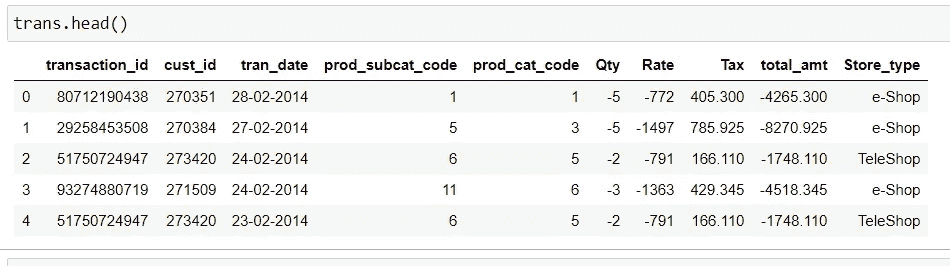 trans.head()
transaction_id cust_id tran_date prod_subcat_code prod_cat_code Qty Rate Tax total_amt Store_type
0 80712190438 270351 28-02-2014 1 1 -5 -772 405.300 -4265.300 e-Shop
1 29258453508 270384 27-02-2014 5 3 -5 -1497 785.925 -8270.925 e-Shop
2 51750724947 273420 24-02-2014 6 5 -2 -791 166.110 -1748.110 TeleShop
3 93274880719 271509 24-02-2014 11 6 -3 -1363 429.345 -4518.345 e-Shop
4 51750724947 273420 23-02-2014 6 5 -2 -791 166.110 -1748.110 TeleShop